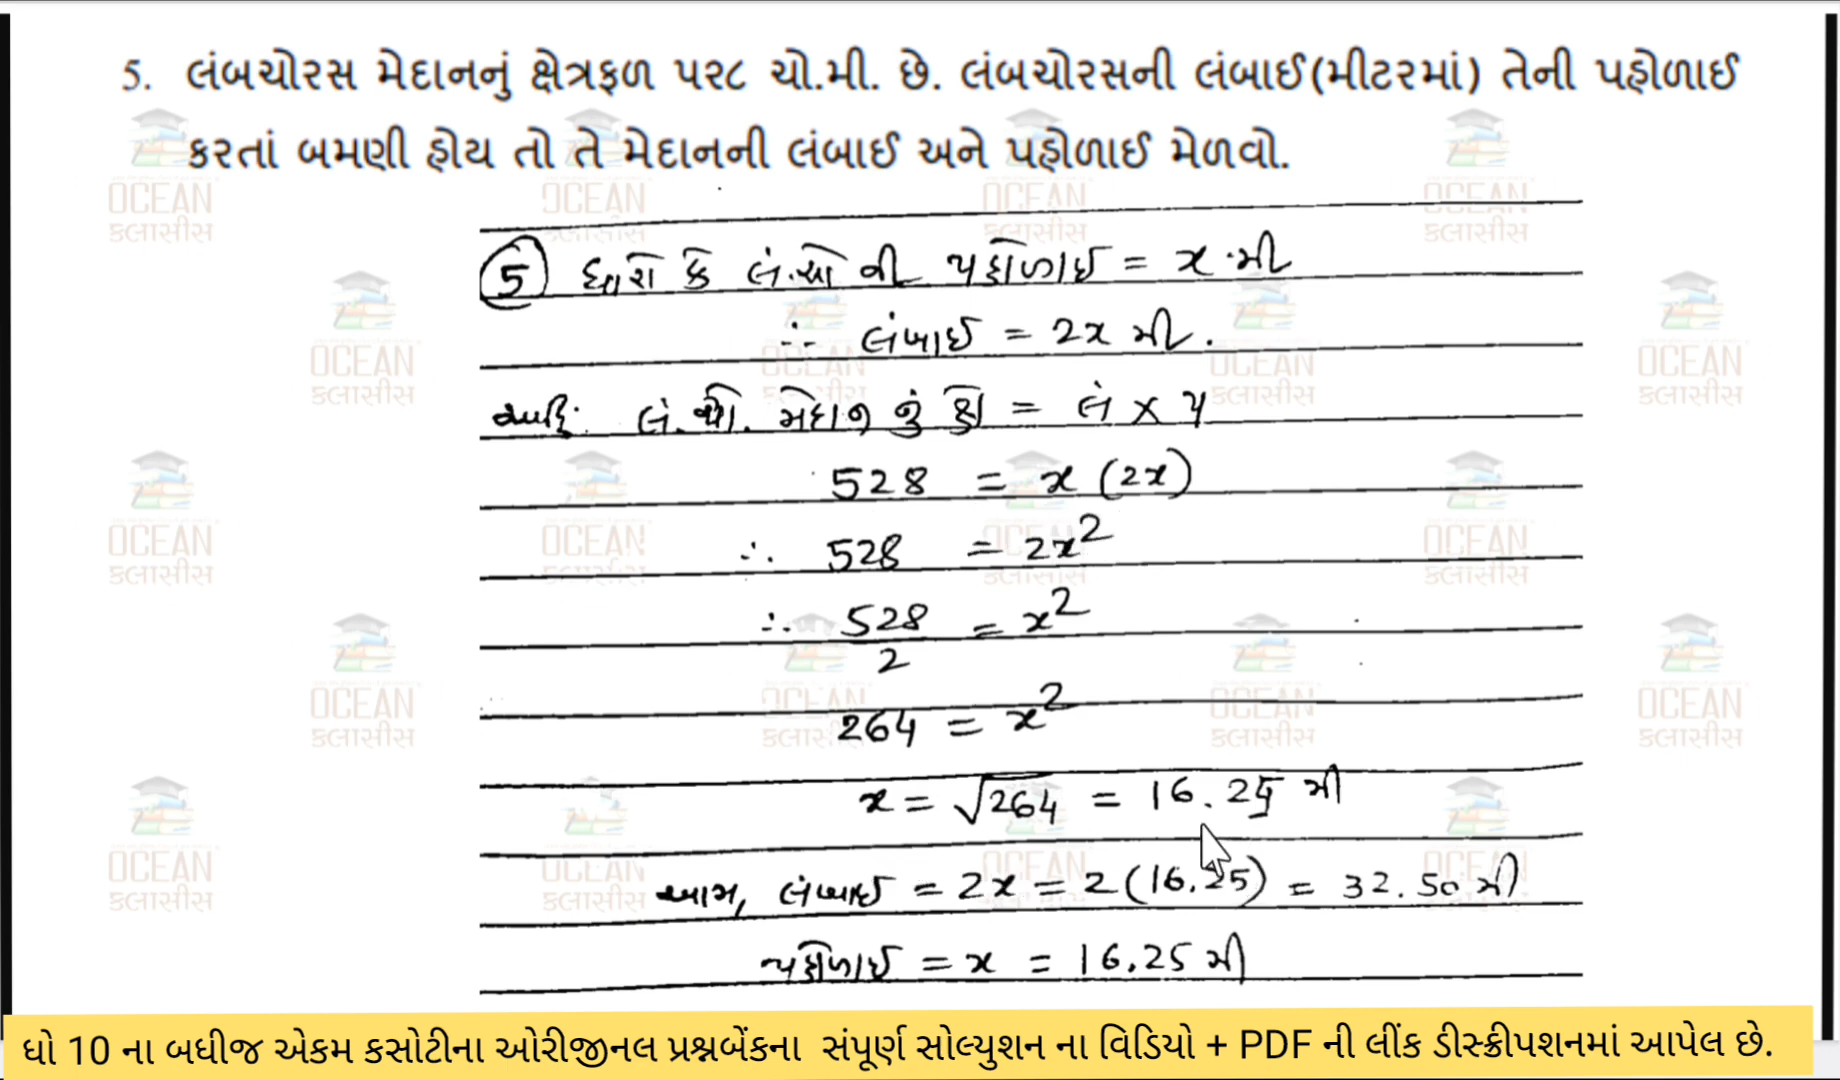 5. લંબચોરસ મેદાનનું ક્ષેત્રફળ ૫૨૮ ચો.મી. છે. લંબચોરસની લંબાઈ(મીટરમાં) તેની પહોળાઈ
કરતાં બમણી હોય તો તે મેદાનની લંબાઈ અને પહોળાઈ મેળવો.
5 ધારો કે લં.ચો ની પહોળાઈ = x મી
∴ લંબાઈ = 2x મી.
લં.ચો. મેદાન નું ક્ષે = લં × પ
528 = x (2x)
∴ 528 = 2x²
∴ 528/2 = x²
264 = x²
x = √264 = 16.25 મી
આમ, લંબાઈ = 2x = 2 (16.25) = 32.50 મી
પહોળાઈ = x = 16.25 મી
OCEAN
ક્લાસીસ
ધો 10 ના બધીજ એકમ કસોટીના ઓરીજીનલ પ્રશ્નબેંકના સંપૂર્ણ સોલ્યુશન ના વિડિયો + PDF ની લીંક ડીસ્ક્રીપશનમાં આપેલ છે.